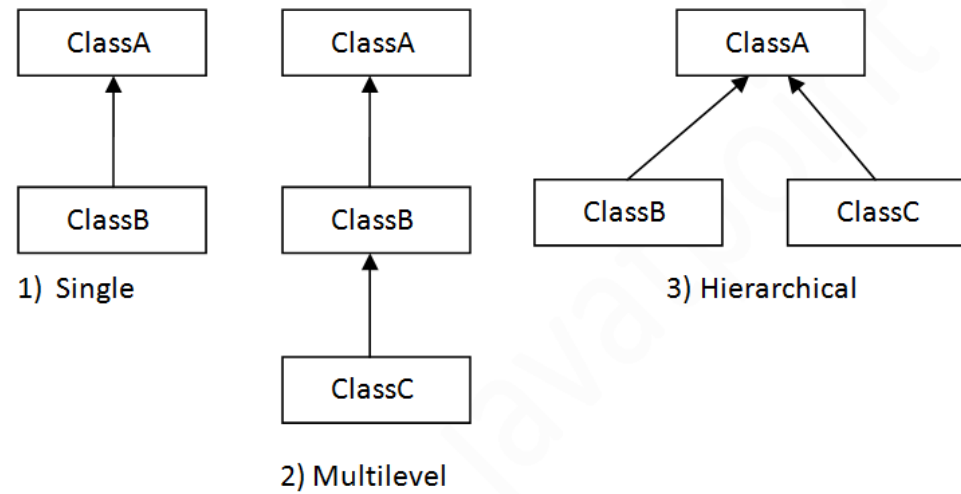 ClassA
ClassB
1) Single
ClassA
ClassB
ClassC
2) Multilevel
ClassA
ClassB
ClassC
3) Hierarchical